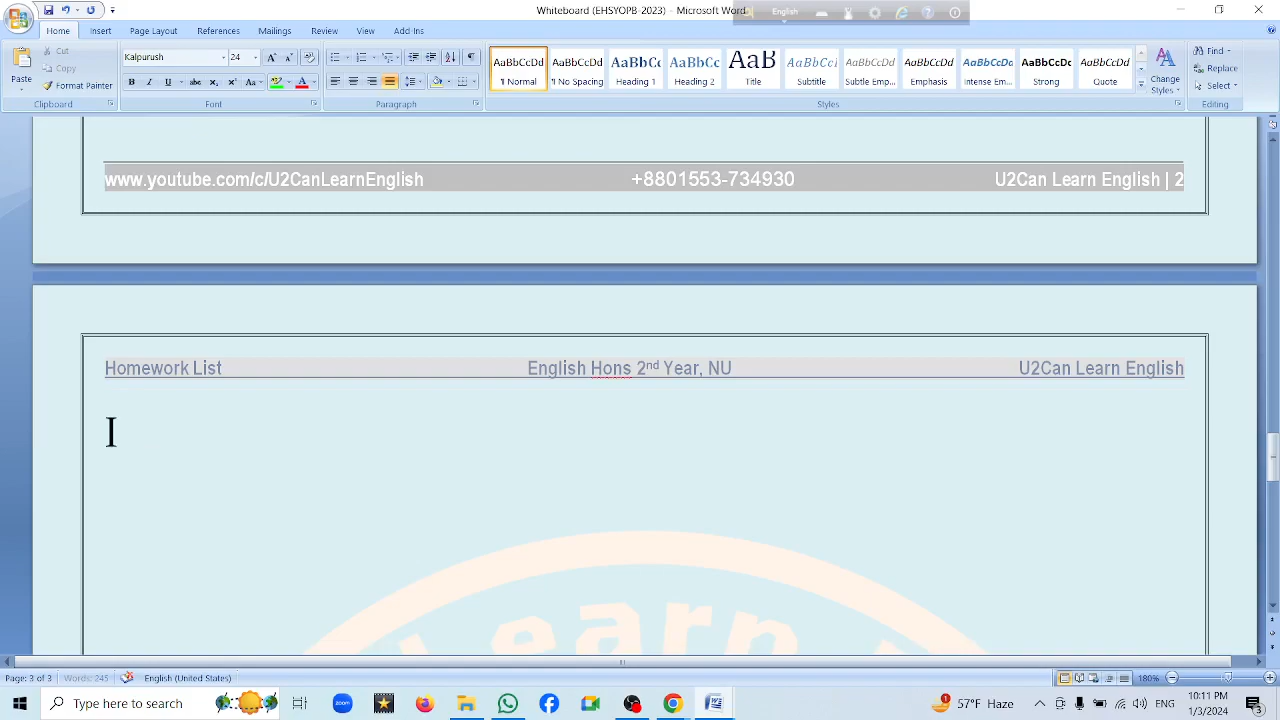 Whiteboard (EHSYOPB-2023) - Microsoft Word
English
Home Insert Page Layout References Mailings Review View Add-Ins
Paste
Cut
Copy
Format Painter
Clipboard
Kalpurush 24
Font
Paragraph
AaBbCcDd AaBbCcDd AaBbCc AaBbCc AaB AaBbCcl AaBbCcDd AaBbCcDd AaBbCcDd AaBbCcDd AaBbCcDd
¶ Normal ¶ No Spacing Heading 1 Heading 2 Title Subtitle Subtle Emp... Emphasis Intense Em... Strong Quote
Change Styles
Styles
Find
Replace
Select
Editing
www.youtube.com/c/U2CanLearnEnglish +8801553-734930 U2Can Learn English | 2
Homework List English Hons 2nd Year, NU U2Can Learn English
Learn
Page: 3 of 3 Words: 245 English (United States) 180%
Type here to search
57°F Haze
10:11 PM
1/3/2024